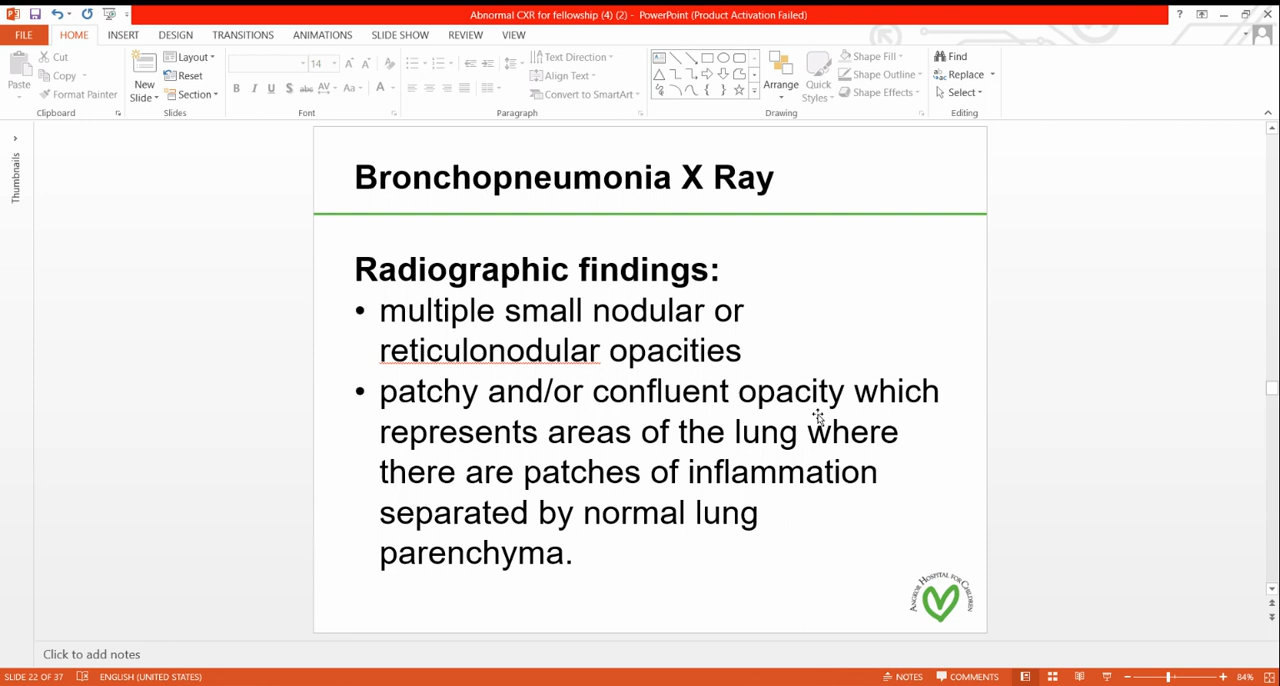 Abnormal CXR for fellowship (4) (2) - PowerPoint (Product Activation Failed)
FILE HOME INSERT DESIGN TRANSITIONS ANIMATIONS SLIDE SHOW REVIEW VIEW
Paste
Cut
Copy
Format Painter
Clipboard
New
Slide
Layout
Reset
Section
Slides
14
B I U S abc AV Aa A
Font
Text Direction
Align Text
Convert to SmartArt
Paragraph
Arrange
Quick
Styles
Shape Fill
Shape Outline
Shape Effects
Drawing
Find
Replace
Select
Editing
Thumbnails
Bronchopneumonia X Ray
Radiographic findings:
• multiple small nodular or
reticulonodular opacities
• patchy and/or confluent opacity which
represents areas of the lung where
there are patches of inflammation
separated by normal lung
parenchyma.
ANGKOR HOSPITAL FOR CHILDREN
Click to add notes
SLIDE 22 OF 37 ENGLISH (UNITED STATES) NOTES COMMENTS 84%